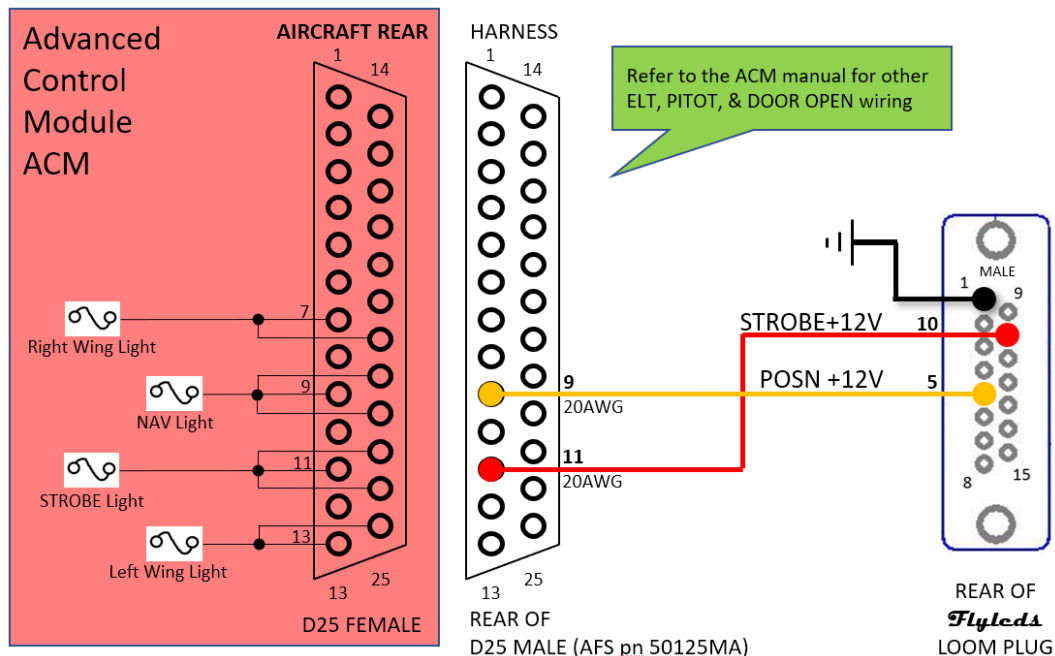 Advanced
Control
Module
ACM
AIRCRAFT REAR
1
14
7
Right Wing Light
9
NAV Light
11
STROBE Light
13
Left Wing Light
13
25
D25 FEMALE
HARNESS
1
14
9
20AWG
11
20AWG
13
25
REAR OF
D25 MALE (AFS pn 50125MA)
Refer to the ACM manual for other
ELT, PITOT, & DOOR OPEN wiring
STROBE+12V
10
POSN +12V
5
MALE
1
9
8
15
REAR OF
Flyleds
LOOM PLUG